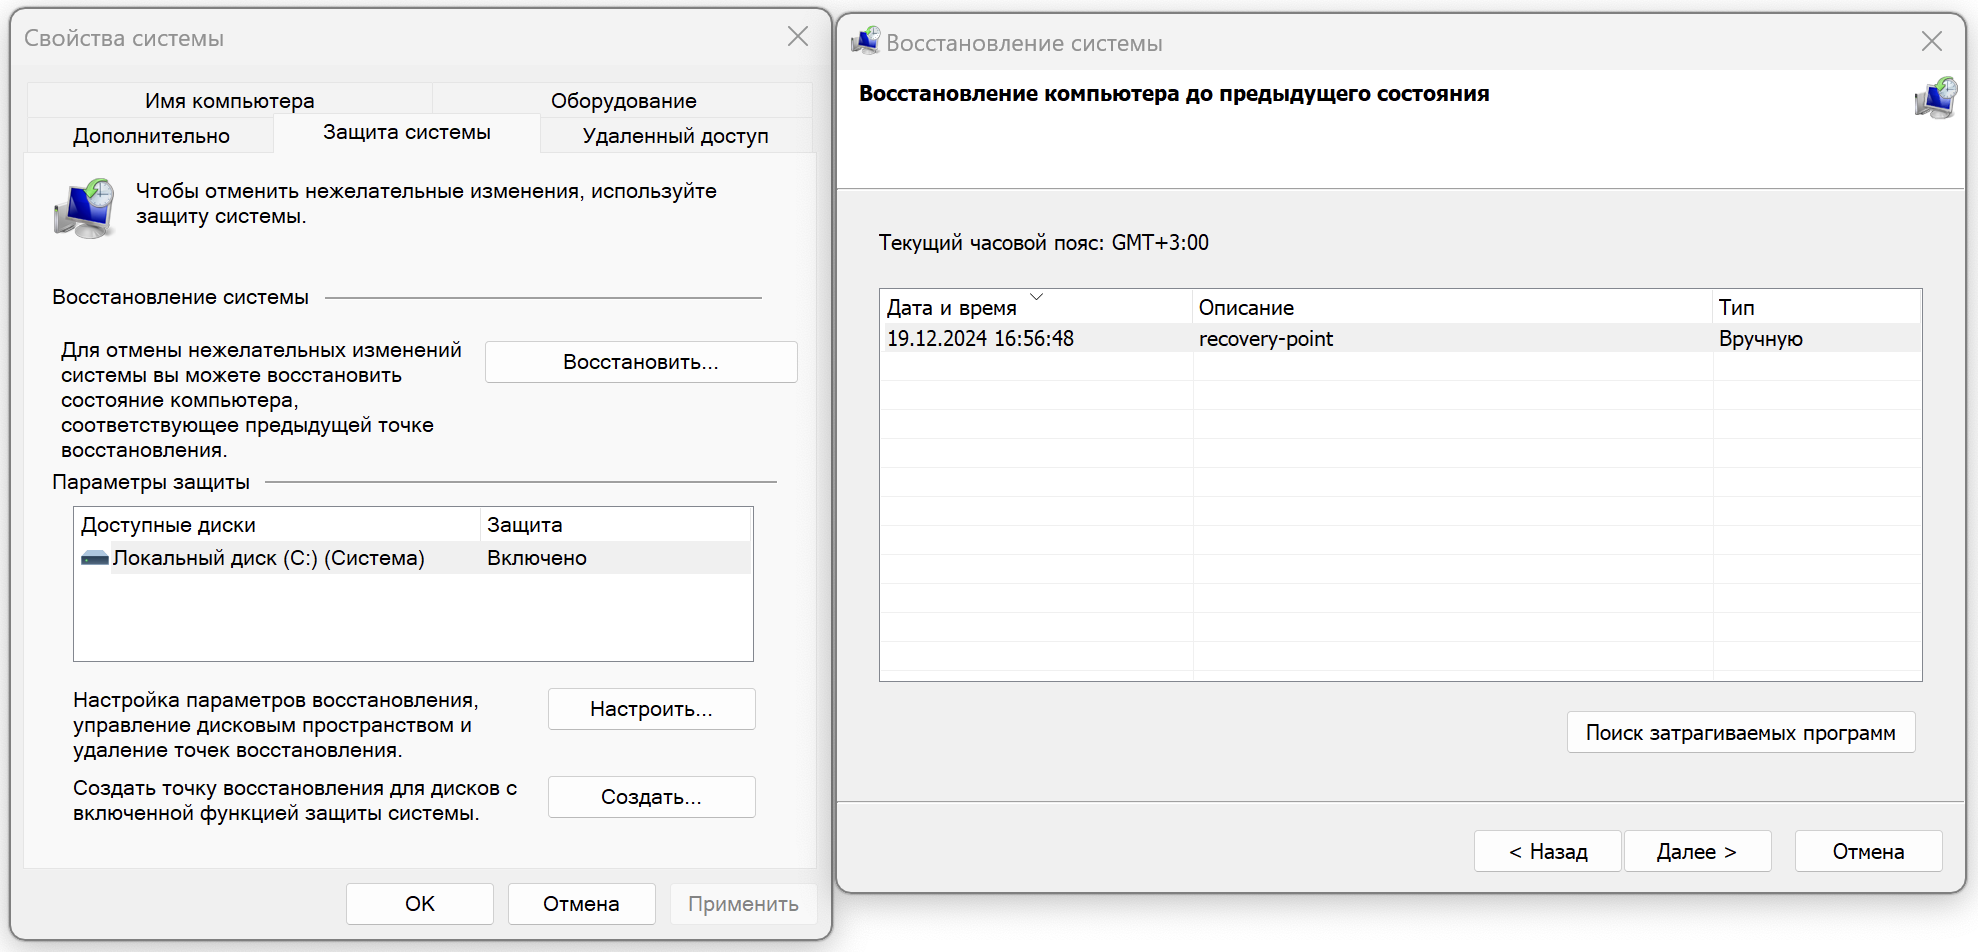 Свойства системы
Имя компьютера
Оборудование
Дополнительно
Защита системы
Удаленный доступ
Чтобы отменить нежелательные изменения, используйте
защиту системы.
Восстановление системы
Для отмены нежелательных изменений
системы вы можете восстановить
состояние компьютера,
соответствующее предыдущей точке
восстановления.
Восстановить...
Параметры защиты
Доступные диски Защита
Локальный диск (C:) (Система) Включено
Настройка параметров восстановления,
управление дисковым пространством и
удаление точек восстановления.
Настроить...
Создать точку восстановления для дисков с
включенной функцией защиты системы.
Создать...
ОК
Отмена
Применить
Восстановление системы
Восстановление компьютера до предыдущего состояния
Текущий часовой пояс: GMT+3:00
Дата и время Описание Тип
19.12.2024 16:56:48 recovery-point Вручную
Поиск затрагиваемых программ
< Назад
Далее >
Отмена